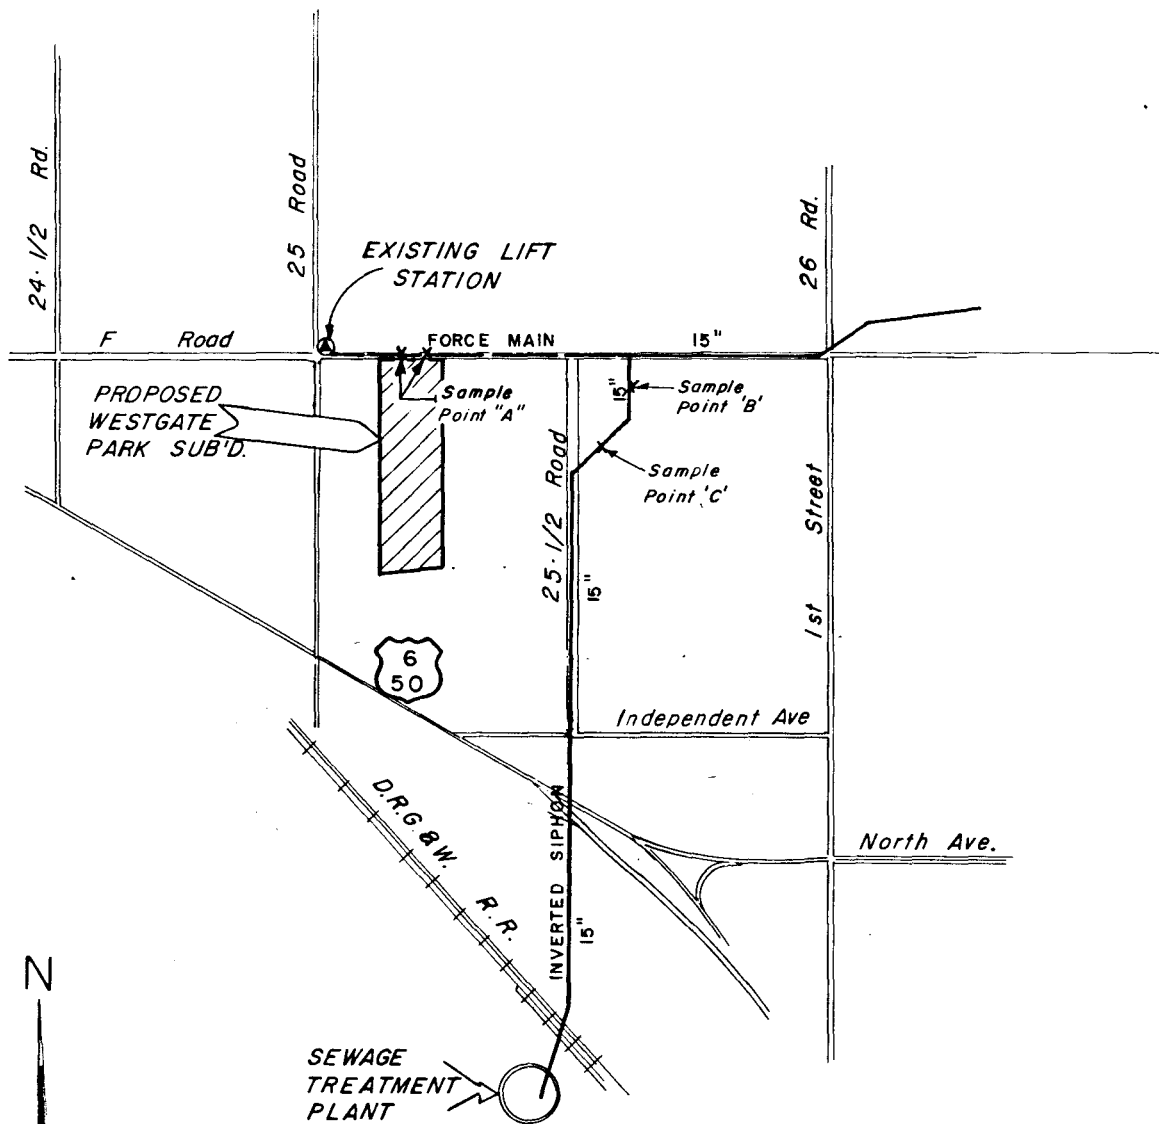 24·1/2 Rd.
25 Road
26 Rd.
EXISTING LIFT
STATION
F Road
FORCE MAIN
15"
PROPOSED
WESTGATE
PARK SUB'D.
Sample
Point "A"
15"
Sample
Point 'B'
Sample
Point 'C'
25·1/2 Road
15"
1st Street
6
50
Independent Ave
D.R.G.&W. R.R.
INVERTED SIPHON
15"
North Ave.
N
SEWAGE
TREATMENT
PLANT